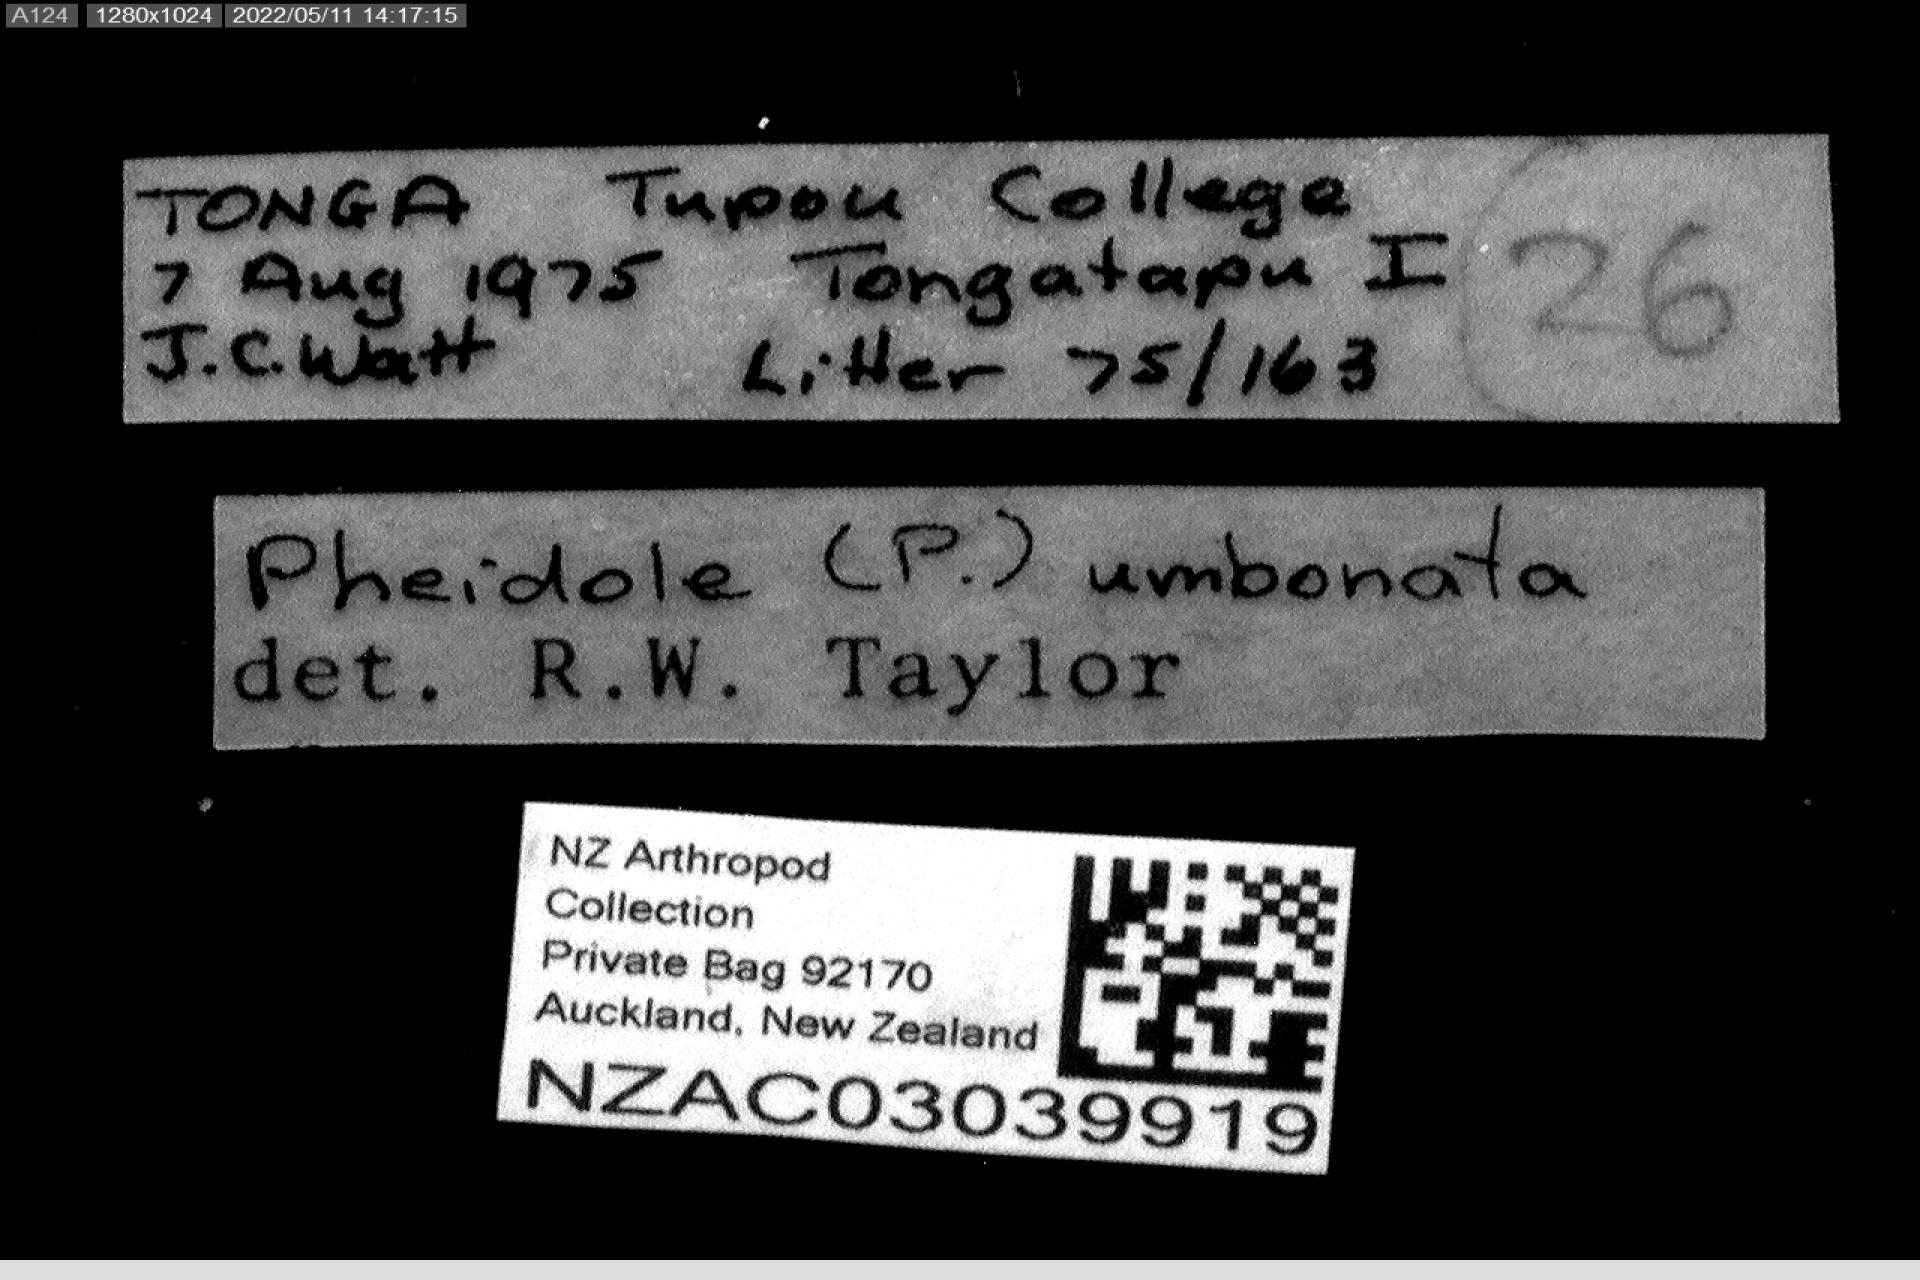 A124 1280x1024 2022/05/11 14:17:15
TONGA Tupou College
7 Aug 1975 Tongatapu I
J.C. Watt Litter 75/163
26
Pheidole (P.) umbonata
det. R.W. Taylor
NZ Arthropod
Collection
Private Bag 92170
Auckland, New Zealand
NZAC03039919